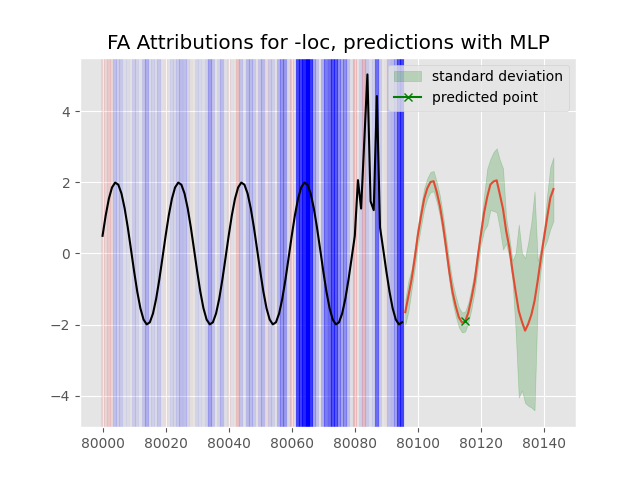 FA Attributions for -loc, predictions with MLP
standard deviation
predicted point
4
2
0
−2
−4
80000 80020 80040 80060 80080 80100 80120 80140